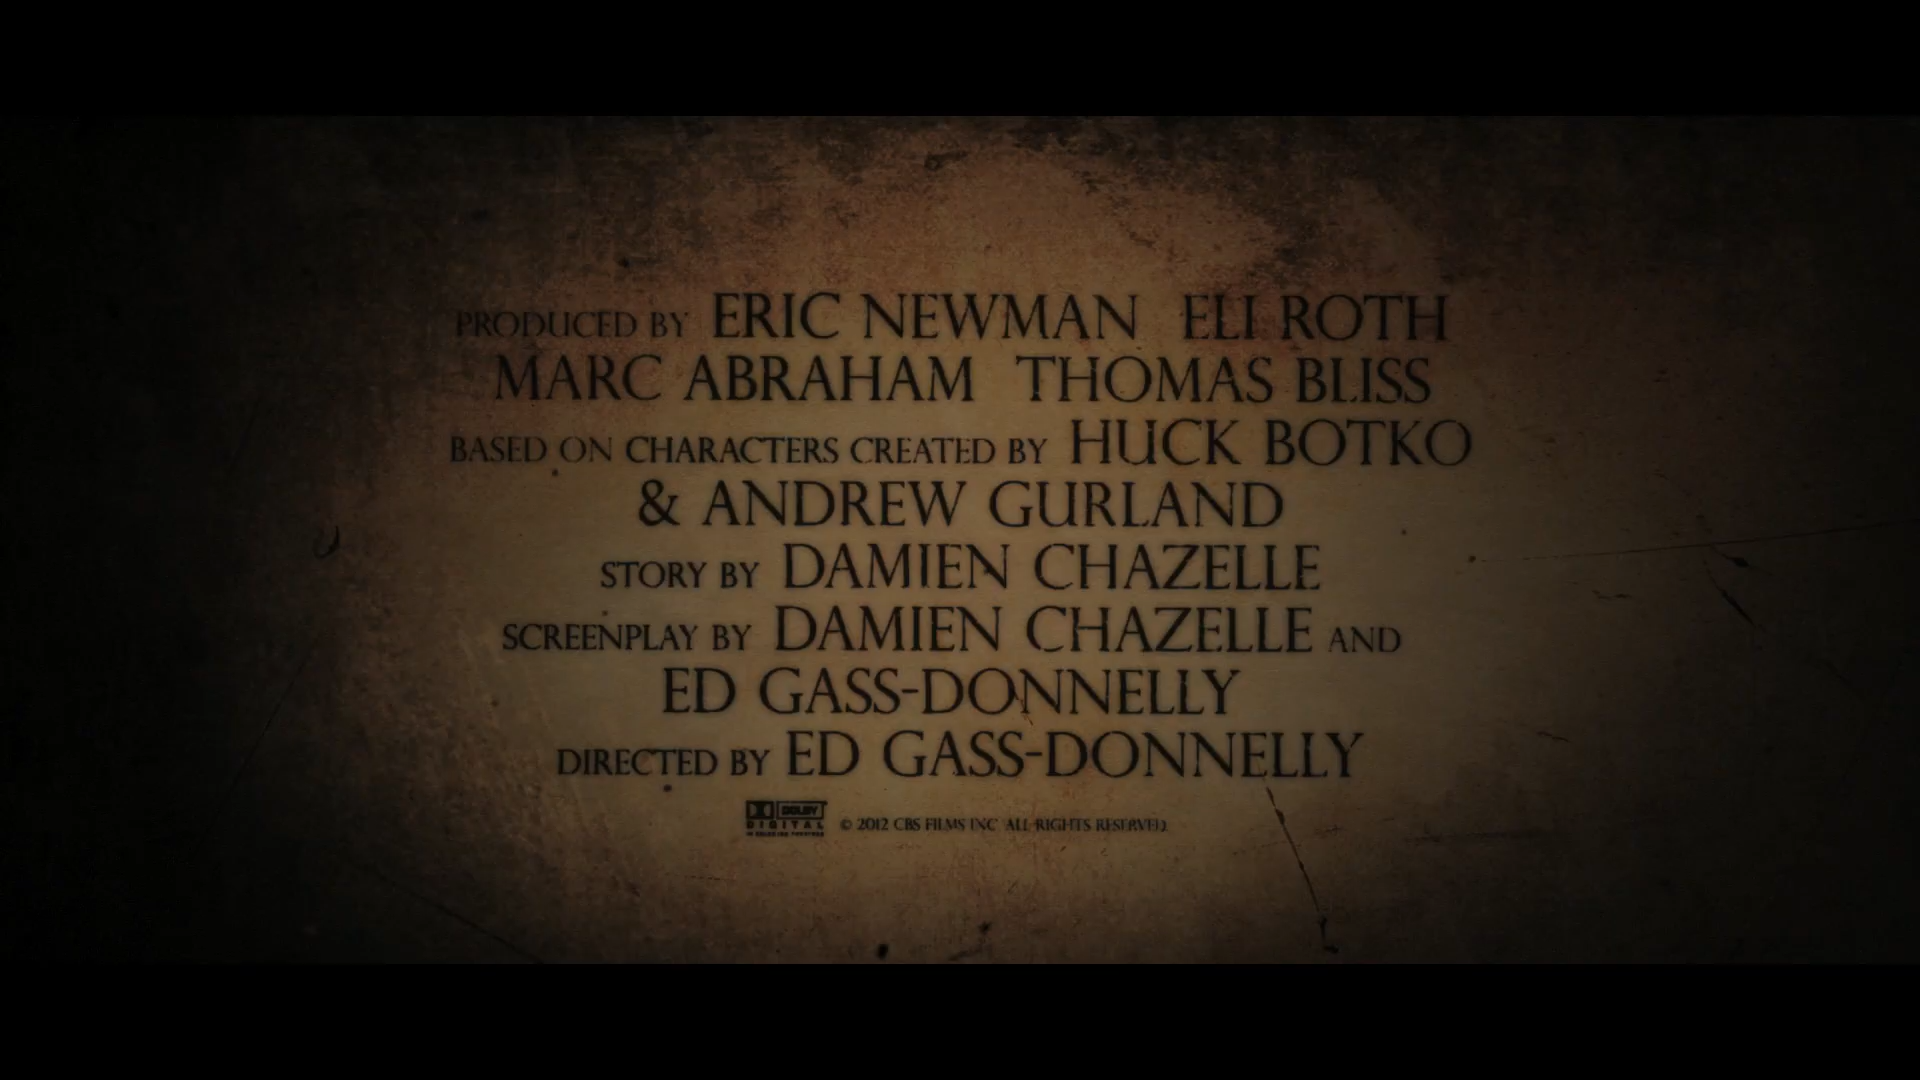 PRODUCED BY ERIC NEWMAN ELI ROTH
MARC ABRAHAM THOMAS BLISS
BASED ON CHARACTERS CREATED BY HUCK BOTKO
& ANDREW GURLAND
STORY BY DAMIEN CHAZELLE
SCREENPLAY BY DAMIEN CHAZELLE AND
ED GASS-DONNELLY
DIRECTED BY ED GASS-DONNELLY
DOLBY
DIGITAL
© 2012 CBS FILMS INC ALL RIGHTS RESERVED.